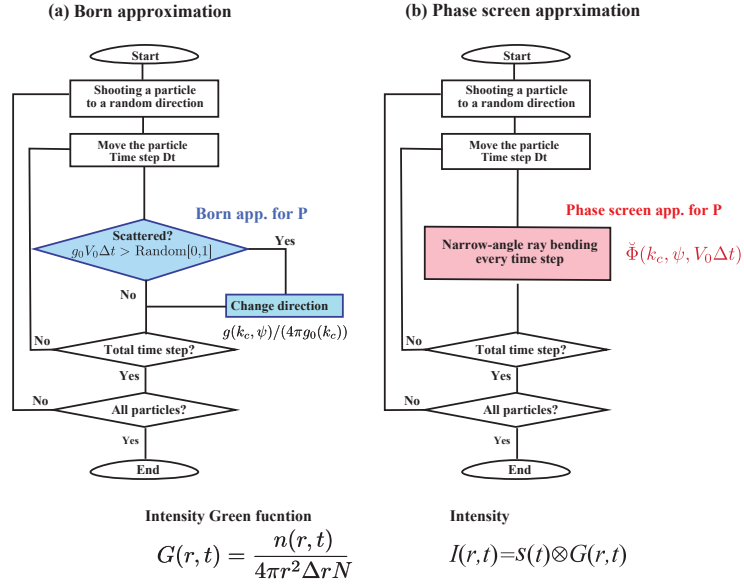 (a) Born approximation
Start
Shooting a particle
to a random direction
Move the particle
Time step Dt
Born app. for P
Scattered?
g₀V₀Δt > Random[0,1]
Yes
No
Change direction
g(k_c, ψ)/(4πg₀(k_c))
No
Total time step?
Yes
No
All particles?
Yes
End
(b) Phase screen apprximation
Start
Shooting a particle
to a random direction
Move the particle
Time step Dt
Phase screen app. for P
Narrow-angle ray bending
every time step
Φ̆(k_c, ψ, V₀Δt)
No
Total time step?
Yes
No
All particles?
Yes
End
Intensity Green fucntion
G(r, t) = n(r, t) / 4πr²ΔrN
Intensity
I(r,t)=s(t)⊗G(r,t)